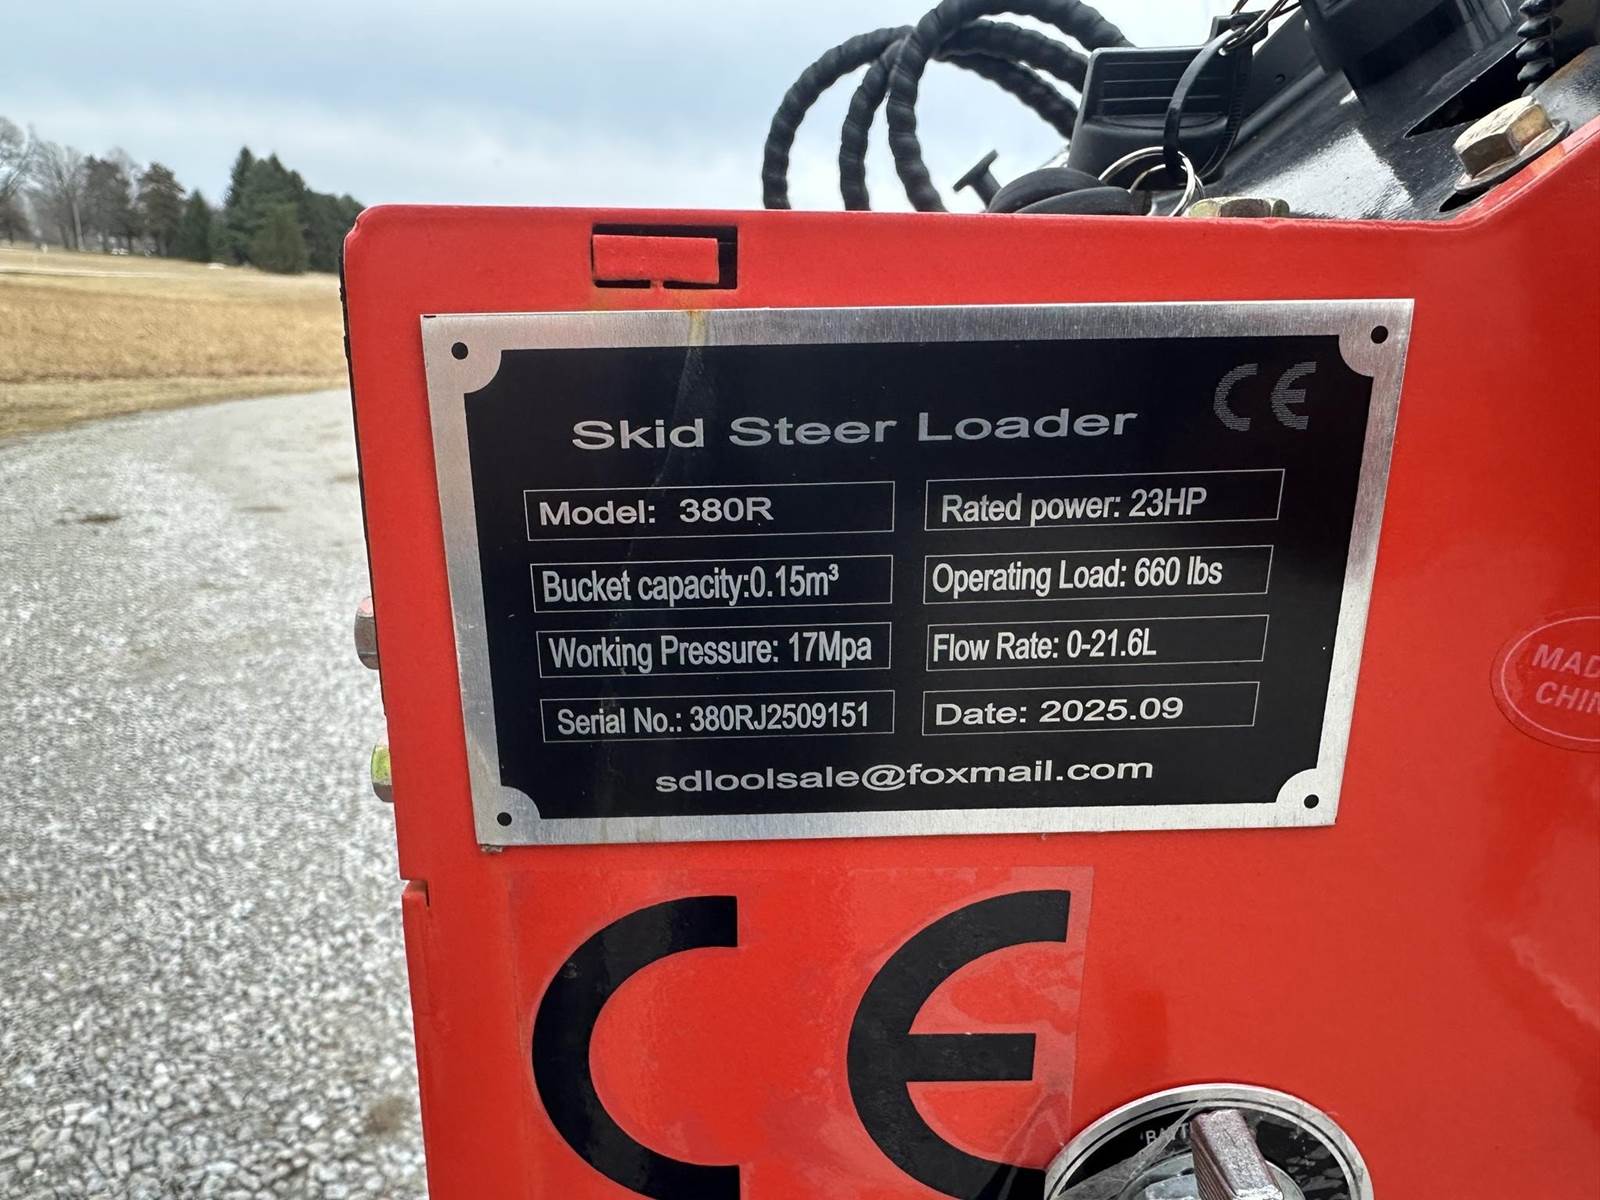 CE
Skid Steer Loader
Model: 380R
Rated power: 23HP
Bucket capacity:0.15m³
Operating Load: 660 lbs
Working Pressure: 17Mpa
Flow Rate: 0-21.6L
Serial No.: 380RJ2509151
Date: 2025.09
sdloolsale@foxmail.com
CE